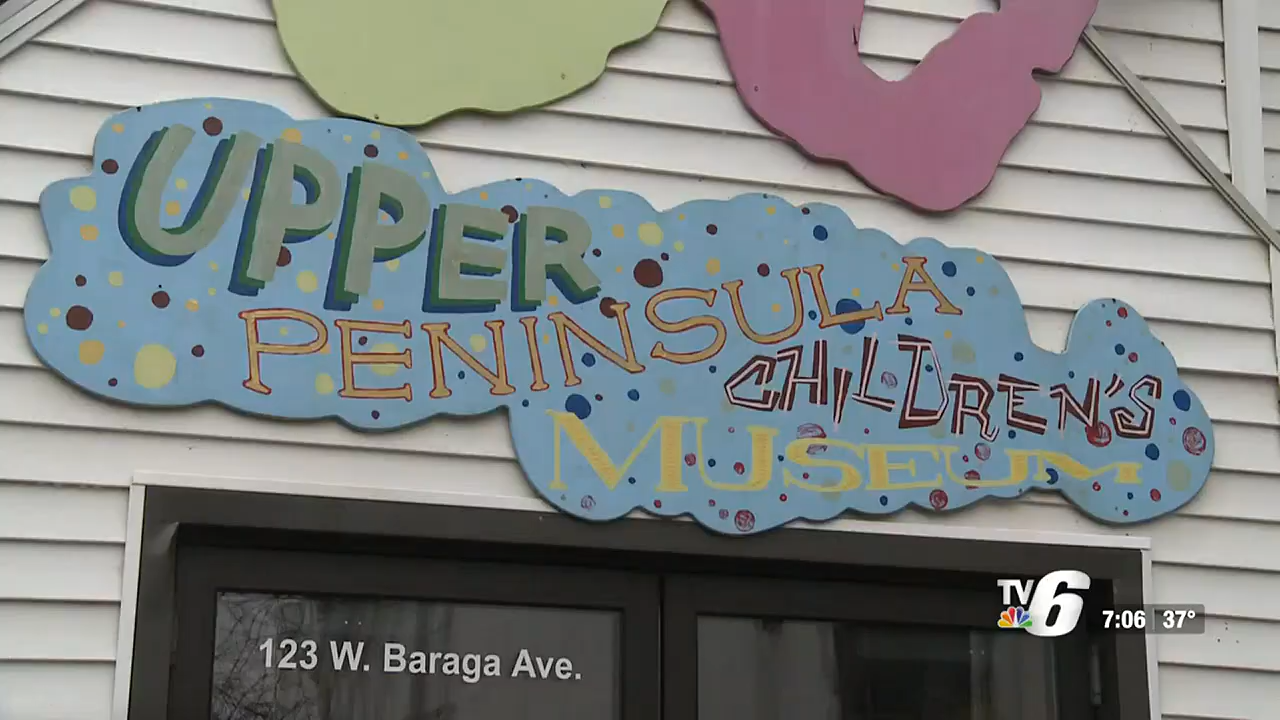 UPPER
PENINSULA
CHILDREN'S
MUSEUM
123 W. Baraga Ave.
TV6 7:06 37°